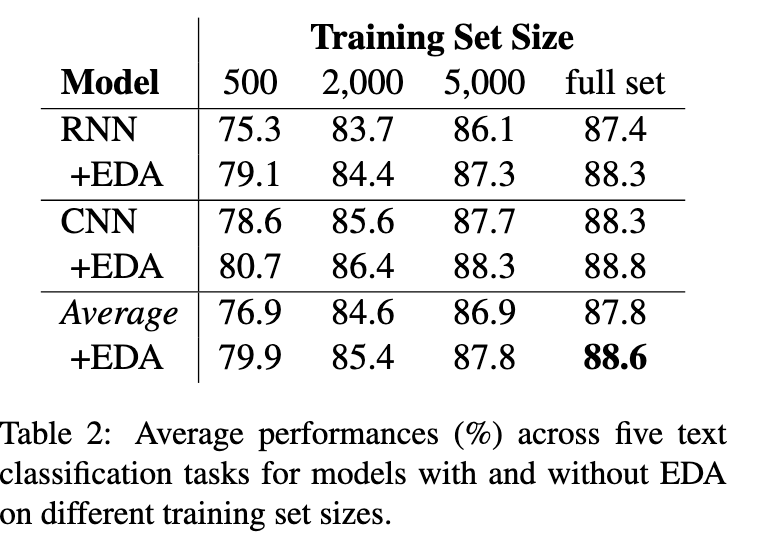 Training Set Size
Model 500 2,000 5,000 full set
RNN 75.3 83.7 86.1 87.4
+EDA 79.1 84.4 87.3 88.3
CNN 78.6 85.6 87.7 88.3
+EDA 80.7 86.4 88.3 88.8
Average 76.9 84.6 86.9 87.8
+EDA 79.9 85.4 87.8 88.6
Table 2: Average performances (%) across five text
classification tasks for models with and without EDA
on different training set sizes.